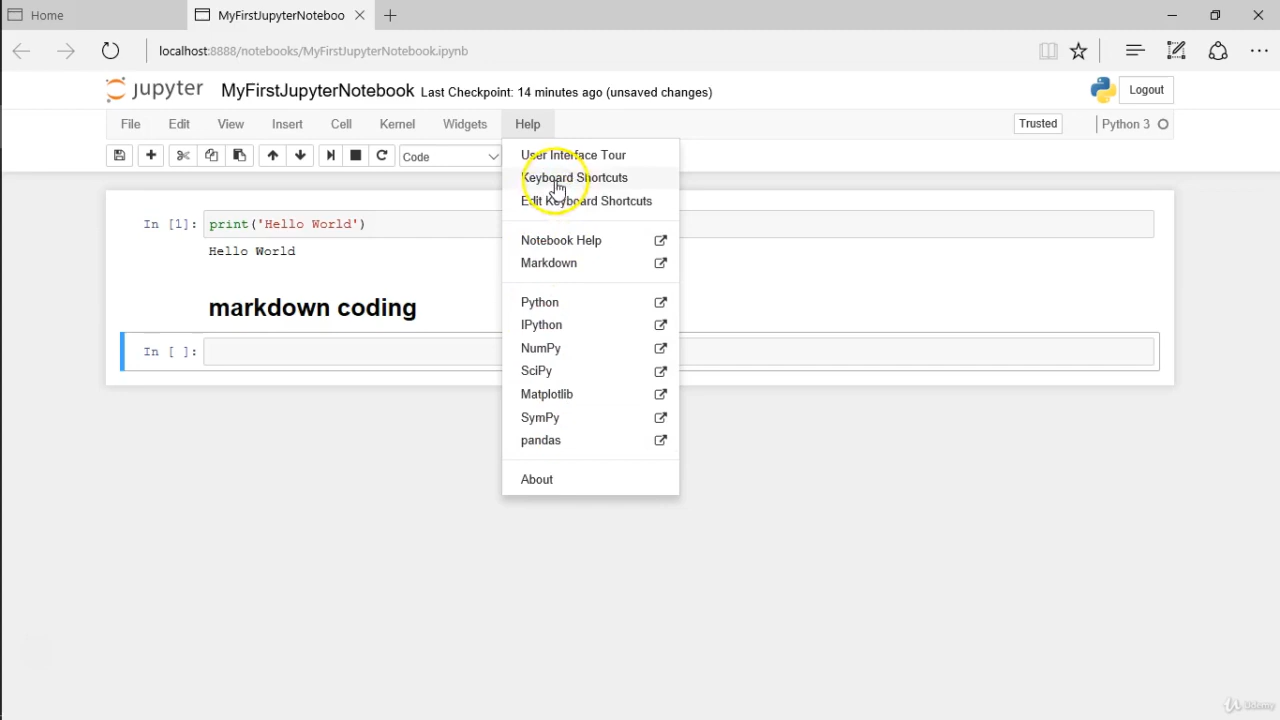 Home
MyFirstJupyterNoteboo
localhost:8888/notebooks/MyFirstJupyterNotebook.ipynb
jupyter MyFirstJupyterNotebook Last Checkpoint: 14 minutes ago (unsaved changes)
Logout
File Edit View Insert Cell Kernel Widgets Help
Trusted
Python 3
Code
User Interface Tour
Keyboard Shortcuts
Edit Keyboard Shortcuts
Notebook Help
Markdown
Python
IPython
NumPy
SciPy
Matplotlib
SymPy
pandas
About
In [1]: print('Hello World')
Hello World
markdown coding
In [ ]:
Udemy